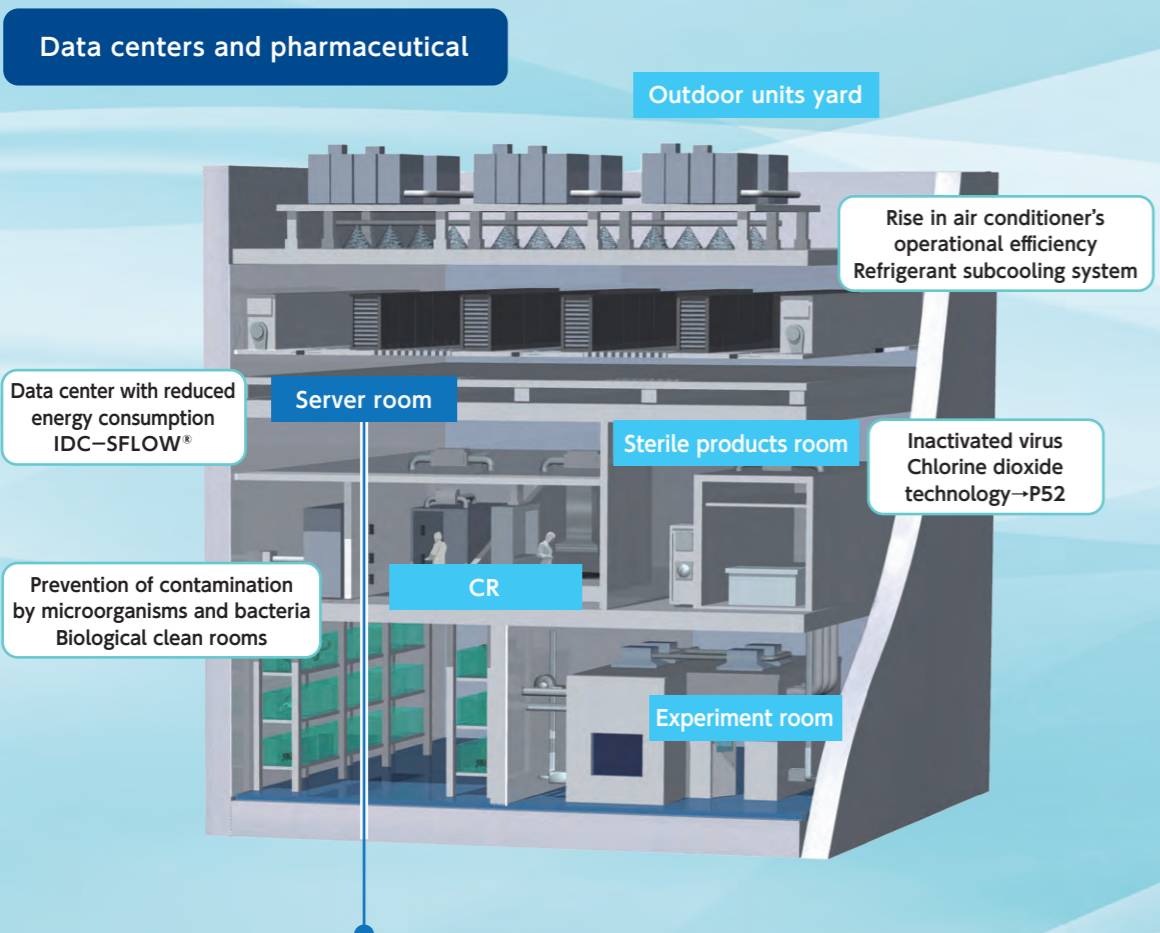 Data centers and pharmaceutical
Outdoor units yard
Rise in air conditioner's
operational efficiency
Refrigerant subcooling system
Data center with reduced
energy consumption
IDC−SFLOW®
Server room
Sterile products room
Inactivated virus
Chlorine dioxide
technology→P52
Prevention of contamination
by microorganisms and bacteria
Biological clean rooms
CR
Experiment room